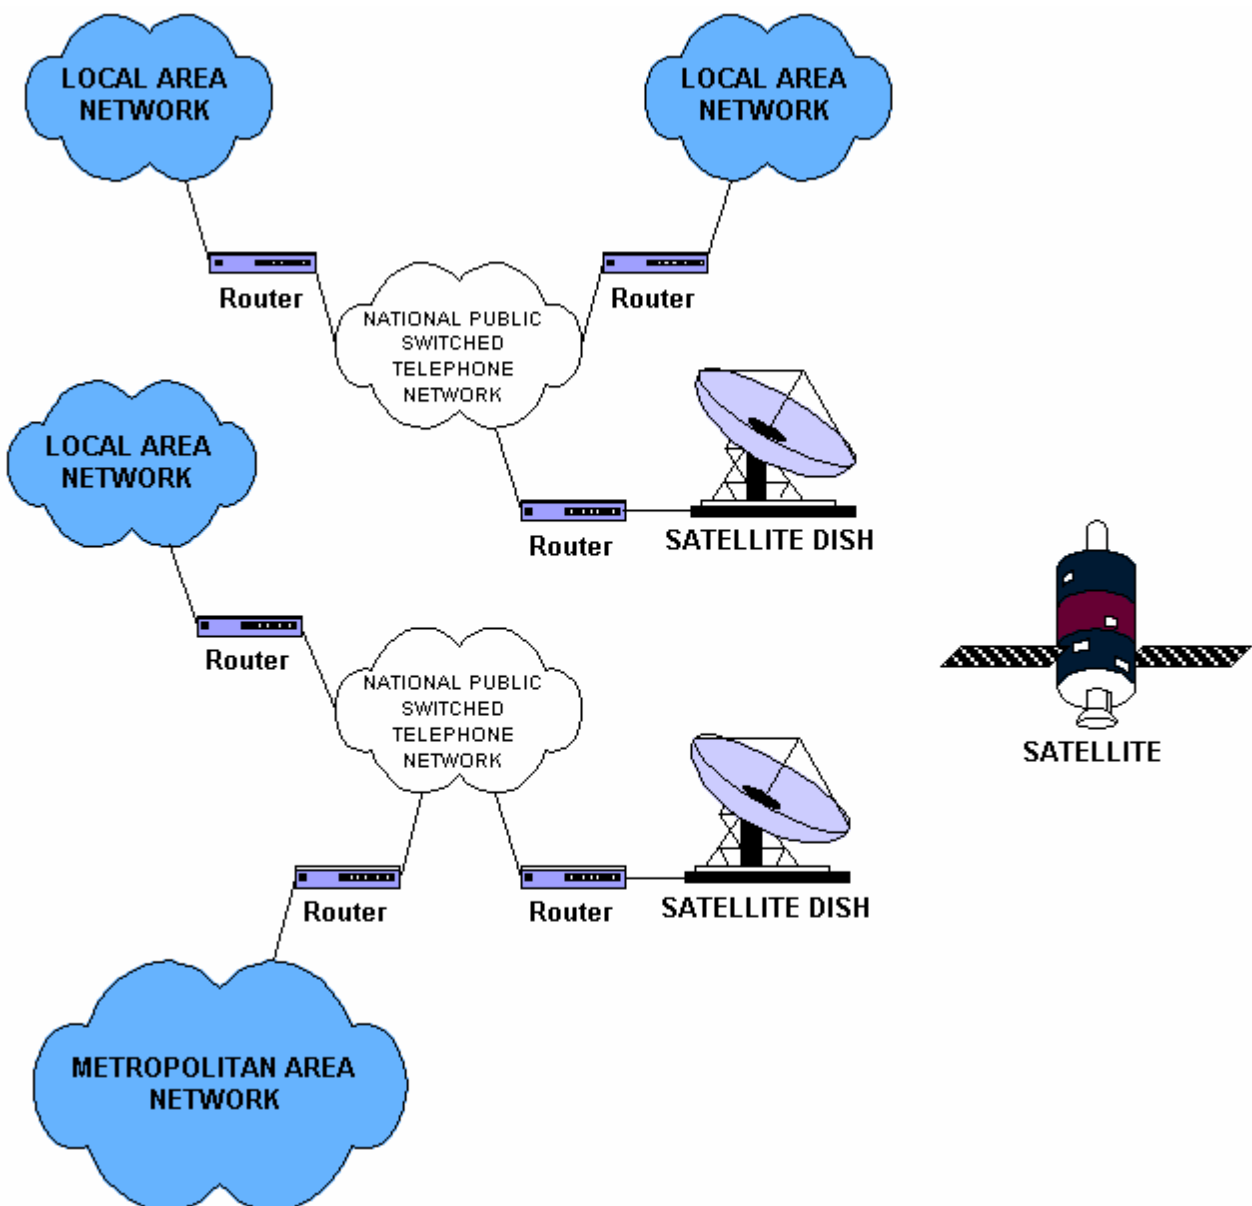 LOCAL AREA
NETWORK
LOCAL AREA
NETWORK
Router
Router
NATIONAL PUBLIC
SWITCHED
TELEPHONE
NETWORK
LOCAL AREA
NETWORK
Router
SATELLITE DISH
Router
NATIONAL PUBLIC
SWITCHED
TELEPHONE
NETWORK
SATELLITE
Router
Router
SATELLITE DISH
METROPOLITAN AREA
NETWORK